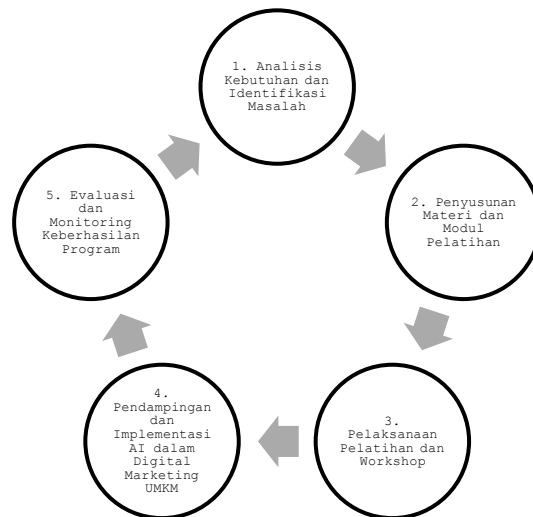 1. Analisis
Kebutuhan dan
Identifikasi
Masalah
2. Penyusunan
Materi dan
Modul
Pelatihan
3.
Pelaksanaan
Pelatihan dan
Workshop
4.
Pendampingan
dan
Implementasi
AI dalam
Digital
Marketing
UMKM
5. Evaluasi
dan
Monitoring
Keberhasilan
Program